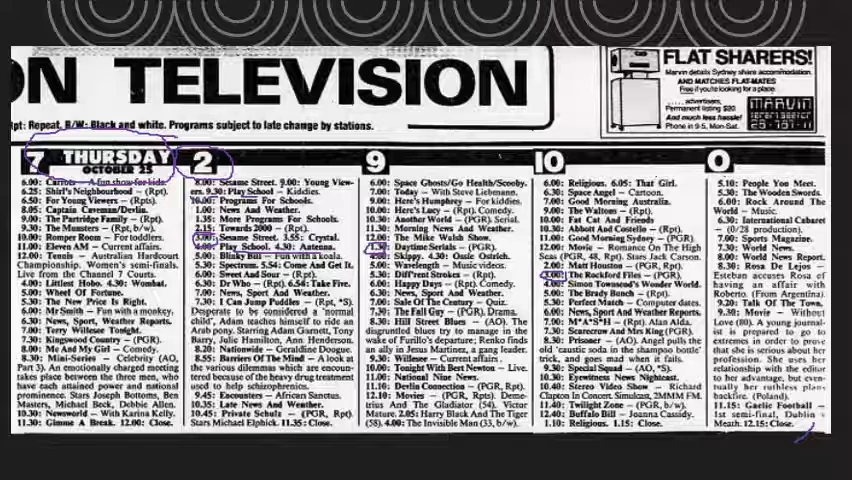 ON TELEVISION
Rpt: Repeat, B/W: Black and white. Programs subject to late change by stations.
FLAT SHARERS!
Marvin details Sydney share accommodation.
AND MATCHES FLAT-MATES
Free if you're looking for a place.
advertisers,
Permanent listing $20.
And much less hassle!
Phone in 9-5, Mon-Sat.
MARVIN
7 THURSDAY
OCTOBER 25
6.00: Carrots — A fun show for kids.
6.25: Shirl's Neighbourhood — (Rpt).
6.50: For Young Viewers — (Rpts).
8.05: Captain Caveman/Devlin.
9.00: The Partridge Family — (Rpt).
9.30: The Munsters — (Rpt, b/w).
10.00: Romper Room — For toddlers.
11.00: Eleven AM — Current affairs.
12.00: Tennis — Australian Hardcourt
Championship. Women's semi-finals.
Live from the Channel 7 Courts.
4.00: Littlest Hobo. 4.30: Wombat.
5.00: Wheel Of Fortune.
5.30: The New Price Is Right.
6.00: Mr Smith — Fun with a monkey.
6.30: News, Sport, Weather Reports.
7.00: Terry Willesee Tonight.
7.30: Kingswood Country — (PGR).
8.00: Me And My Girl — Comedy.
8.30: Mini-Series — Celebrity (AO,
Part 3). An emotionally charged meeting
takes place between the three men, who
have each attained power and national
prominence. Stars Joseph Bottoms, Ben
Masters, Michael Beck, Debbie Allen.
10.30: Newsworld — With Karina Kelly.
11.30: Gimme A Break. 12.00: Close.
2
8.00: Sesame Street. 9.00: Young View-
ers. 9.30: Play School — Kiddies.
10.00: Programs For Schools.
1.00: News And Weather.
1.35: More Programs For Schools.
2.15: Towards 2000 — (Rpt).
3.00: Sesame Street. 3.55: Crystal.
4.00: Play School. 4.30: Antenna.
5.00: Blinky Bill — Fun with a koala.
5.30: Spectrum. 5.54: Come And Get It.
6.00: Sweet And Sour — (Rpt).
6.30: Dr Who — (Rpt). 6.54: Take Five.
7.00: News, Sport And Weather.
7.30: I Can Jump Puddles — (Rpt, *S).
Desperate to be considered a 'normal
child', Adam teaches himself to ride an
Arab pony. Starring Adam Garnett, Tony
Barry, Julie Hamilton, Ann Henderson.
8.20: Nationwide — Geraldine Dougue.
8.55: Barriers Of The Mind — A look at
the various dilemmas which are encoun-
tered because of the heavy drug treatment
used to help schizophrenics.
9.45: Encounters — African Sanctus.
10.35: Late News And Weather.
10.45: Private Schulz — (PGR, Rpt).
Stars Michael Elphick. 11.35: Close.
9
6.00: Space Ghosts/Go Health/Scooby.
7.00: Today — With Steve Liebmann.
9.00: Here's Humphrey — For kiddies.
9.30: Here's Lucy — (Rpt). Comedy.
10.00: Another World — (PGR). Serial.
11.30: Morning News And Weather.
12.00: The Mike Walsh Show.
1.30: Daytime Serials — (PGR).
4.00: Skippy. 4.30: Ossie Ostrich.
5.00: Wavelength — Music videos.
5.30: Diff'rent Strokes — (Rpt).
6.00: Happy Days — (Rpt). Comedy.
6.30: News, Sport And Weather.
7.00: Sale Of The Century — Quiz.
7.30: The Fall Guy — (PGR). Drama.
8.30: Hill Street Blues — (AO). The
disgruntled blues try to manage in the
wake of Furillo's departure; Renko finds
an ally in Jesus Martinez, a gang leader.
9.30: Willesee — Current affairs.
10.00: Tonight With Bert Newton — Live.
11.00: National Nine News.
11.10: Devlin Connection — (PGR, Rpt).
12.10: Movies — (PGR, Rpts). Deme-
trius And The Gladiator (54). Victor
Mature. 2.05: Harry Black And The Tiger
(58). 4.00: The Invisible Man (33, b/w).
10
6.00: Religious. 6.05: That Girl.
6.30: Space Angel — Cartoon.
7.00: Good Morning Australia.
9.00: The Waltons — (Rpt).
10.00: Fat Cat And Friends
10.30: Abbott And Costello — (Rpt).
11.00: Good Morning Sydney — (PGR).
12.00: Movie — Romance On The High
Seas (PGR, 48, Rpt). Stars Jack Carson.
2.00: Matt Houston — (PGR, Rpt).
3.00: The Rockford Files — (PGR).
4.00: Simon Townsend's Wonder World.
5.00: The Brady Bunch — (Rpt).
5.30: Perfect Match — Computer dates.
6.00: News, Sport And Weather.
7.00: M*A*S*H — (Rpt). Alan Alda.
7.30: Scarecrow And Mrs King (PGR).
8.30: Prisoner — (AO). Angel pulls the
old 'caustic soda in the shampoo bottle'
trick, and goes mad when it fails.
9.30: Special Squad — (AO, *S).
10.30: Eyewitness News Nightcast.
10.40: Stereo Video Show — Richard
Clapton In Concert. Simulcast, 2MMM FM.
11.40: Twilight Zone — (PGR, b/w).
12.40: Buffalo Bill — Joanna Cassidy.
1.10: Religious. 1.15: Close.
0
5.10: People You Meet.
5.30: The Wooden Swords.
6.00: Rock Around The
World — Music.
6.30: International Cabaret
— (0/28 production).
7.00: Sports Magazine.
7.30: World News.
8.00: World News Report.
8.30: Rosa De Lejos —
Esteban accuses Rosa of
having an affair with
Roberto. (From Argentina).
9.20: Talk Of The Town.
9.30: Movie — Without
Love (80). A young journal-
ist is prepared to go to
extremes in order to prove
that she is serious about her
profession. She uses her
relationship with the editor
to her advantage, but even-
tually her ruthless plans
backfire. (Poland).
11.15: Gaelic Football —
1st semi-final, Dublin v
Meath. 12.15: Close.